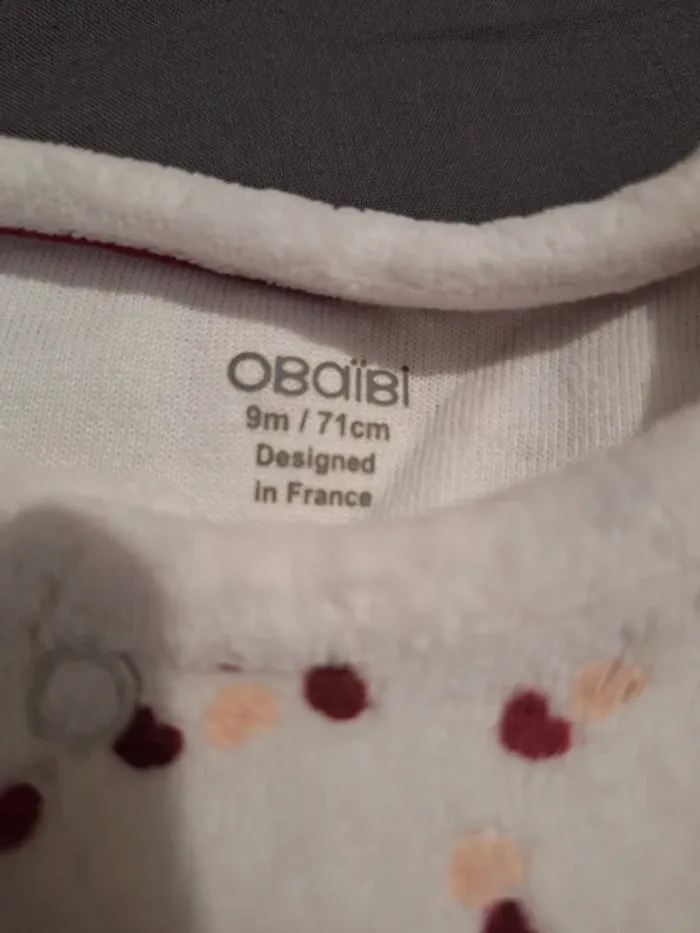 OBaïBi
9m / 71cm
Designed
in France